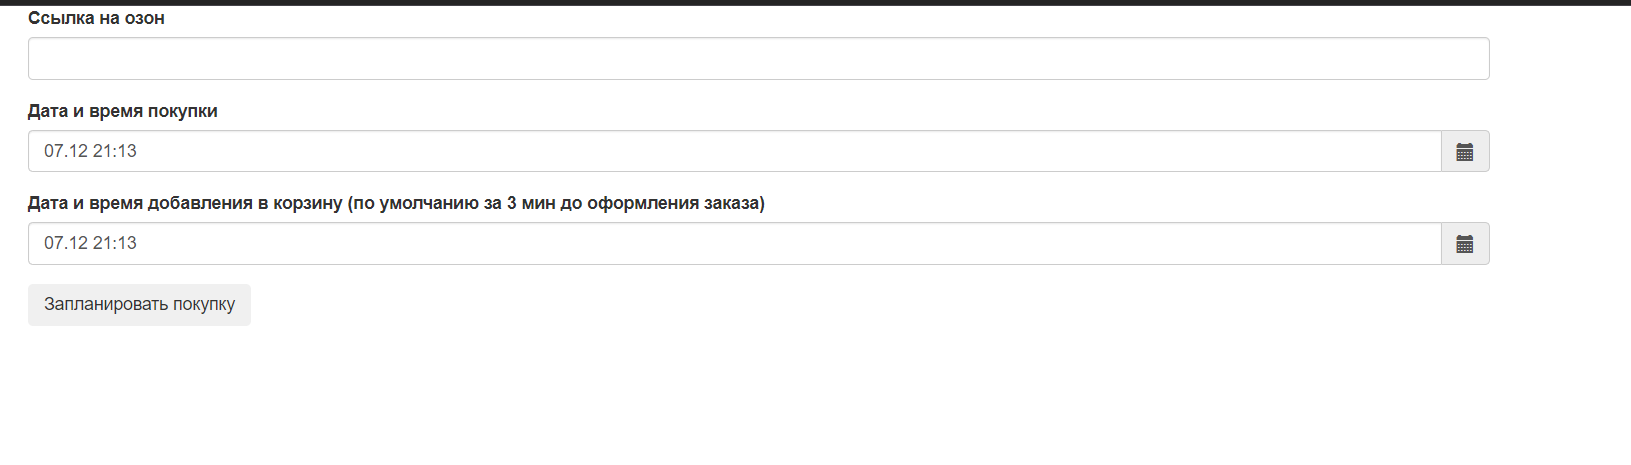 Ссылка на озон
Дата и время покупки
07.12 21:13
Дата и время добавления в корзину (по умолчанию за 3 мин до оформления заказа)
07.12 21:13
Запланировать покупку